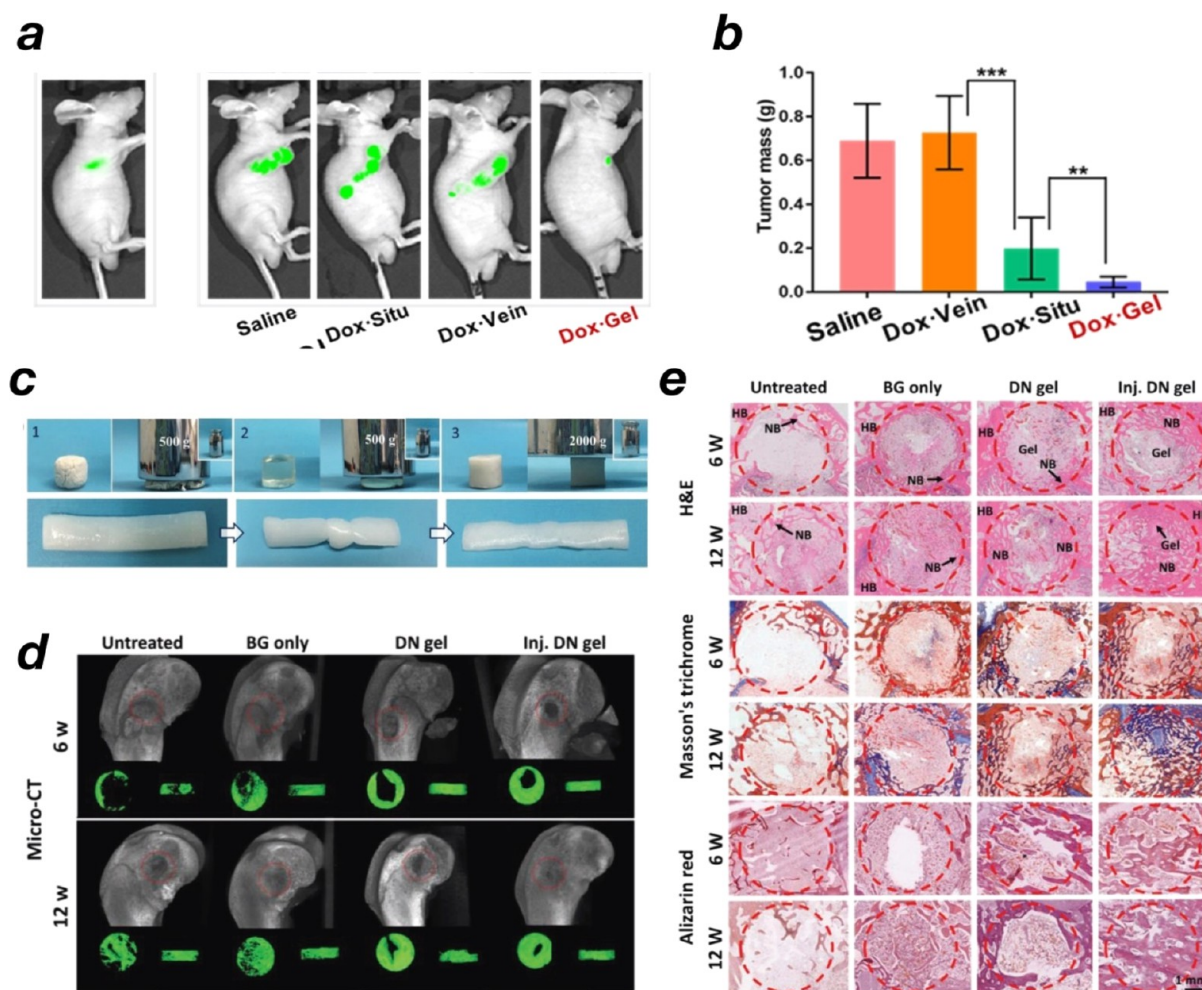 a
Saline
Dox·Situ
Dox·Vein
Dox·Gel
b
Tumor mass (g)
1.0
0.8
0.6
0.4
0.2
0.0
***
**
Saline
Dox·Vein
Dox·Situ
Dox·Gel
c
1
500 g
2
500 g
3
2000 g
d
Untreated
BG only
DN gel
Inj. DN gel
Micro-CT
6 w
12 w
e
Untreated
BG only
DN gel
Inj. DN gel
H&E
6 W
HB
NB
NB
Gel
NB
HB
NB
Gel
12 W
HB
NB
HB
NB
NB
NB
HB
Gel
NB
Masson's trichrome
6 W
12 W
Alizarin red
6 W
12 W
1 mm